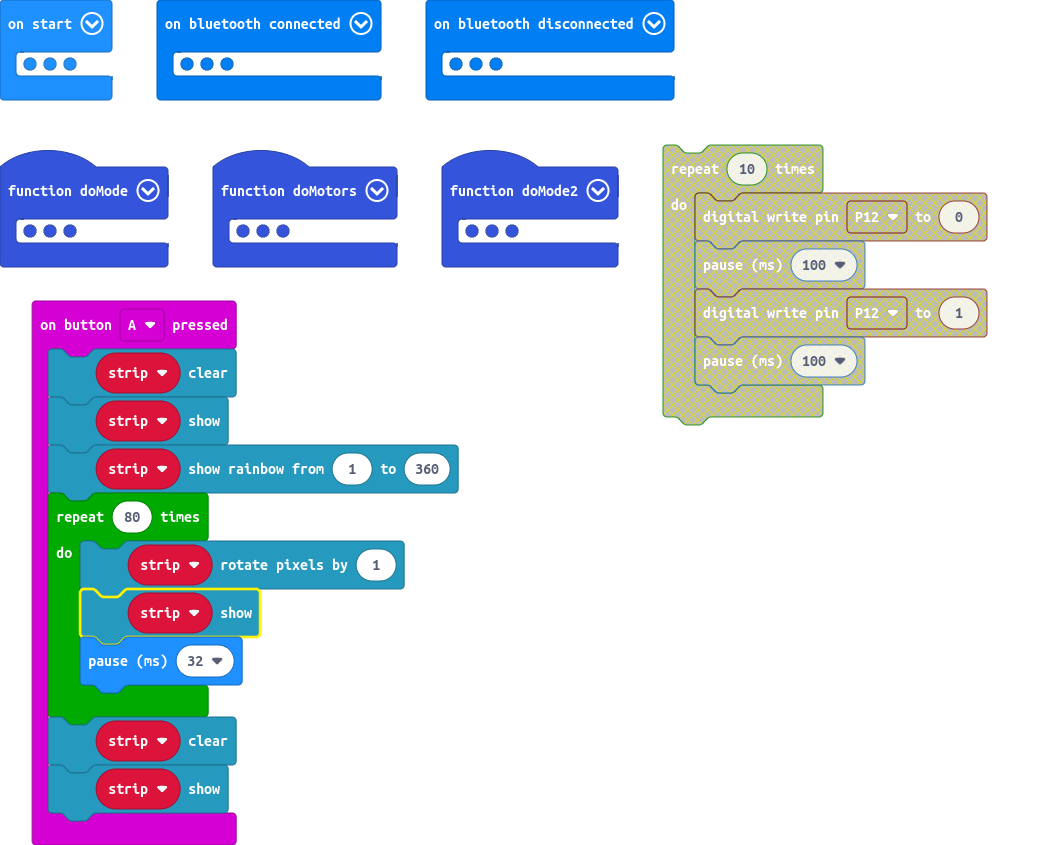 on start
on bluetooth connected
on bluetooth disconnected
function doMode
function doMotors
function doMode2
repeat 10 times
do
digital write pin P12 to 0
pause (ms) 100
digital write pin P12 to 1
pause (ms) 100
on button A pressed
strip clear
strip show
strip show rainbow from 1 to 360
repeat 80 times
do
strip rotate pixels by 1
strip show
pause (ms) 32
strip clear
strip show